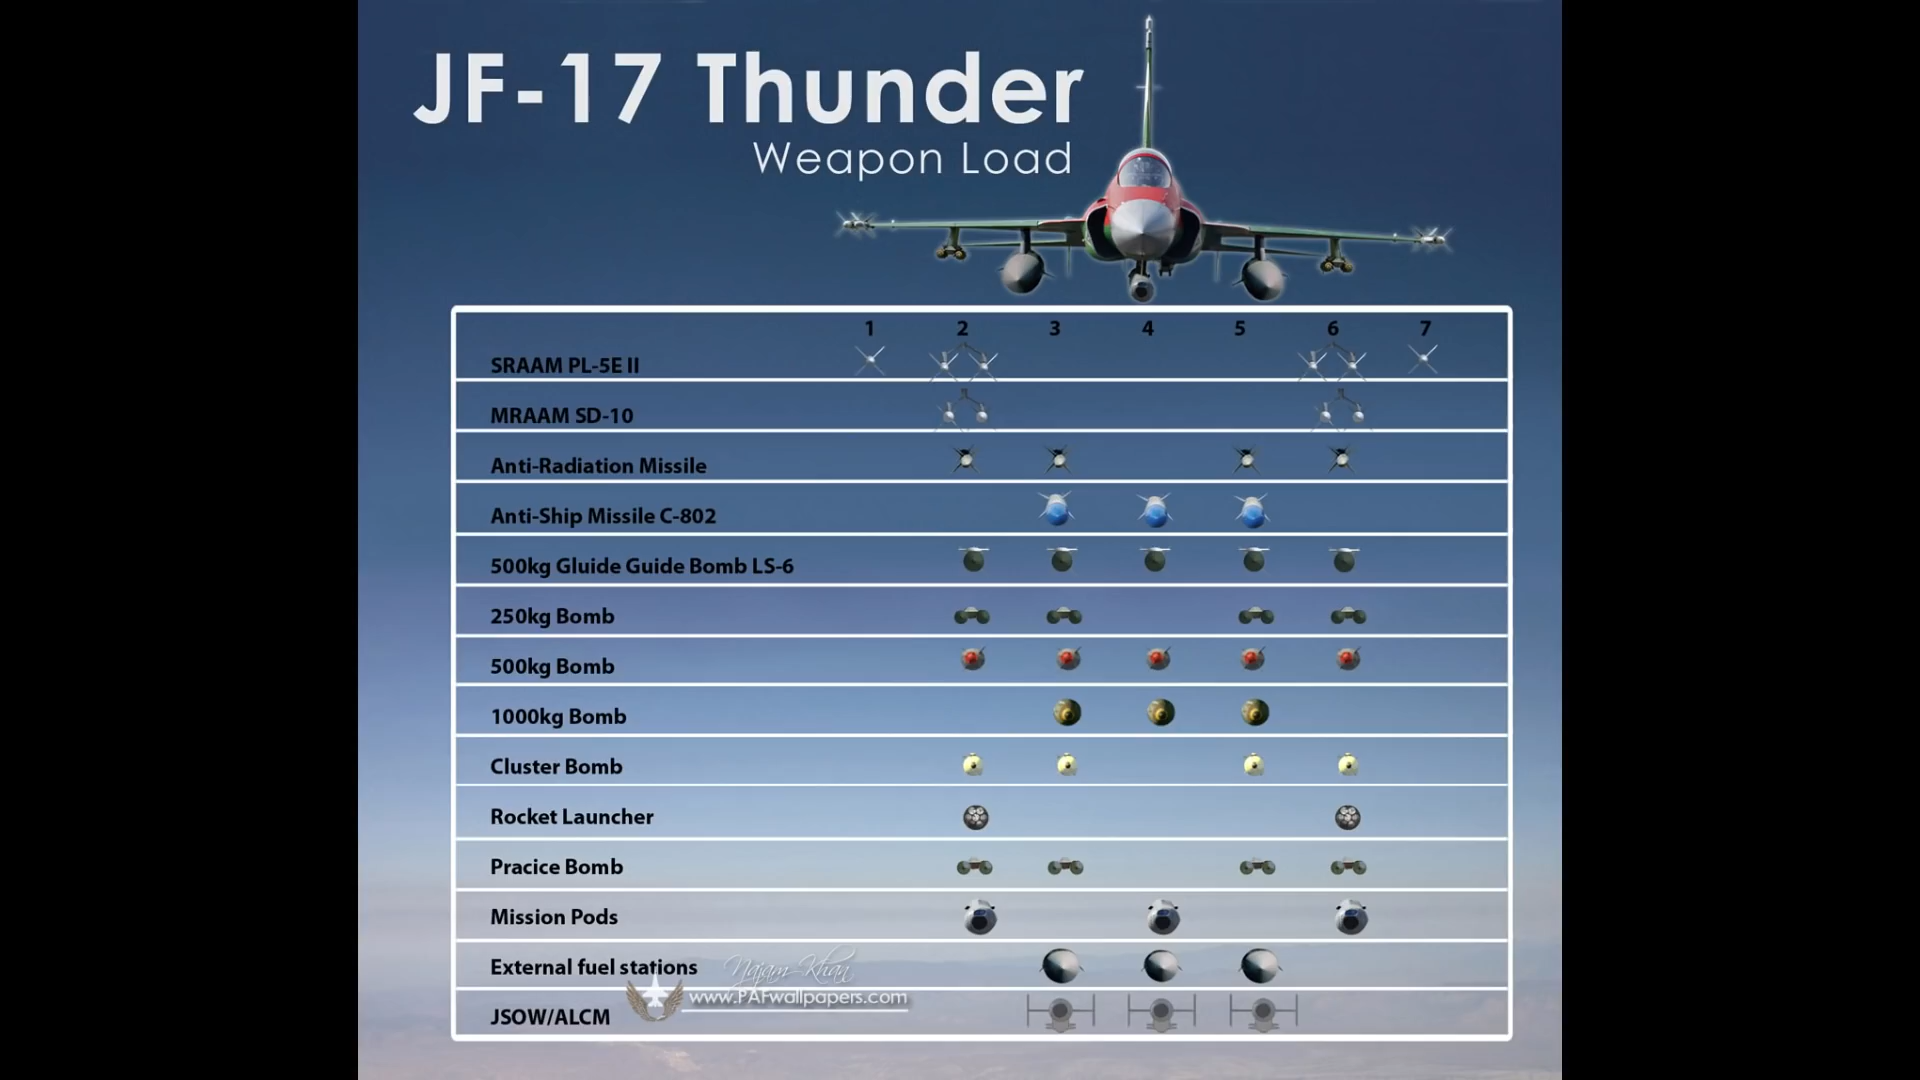 JF-17 Thunder
Weapon Load
1 2 3 4 5 6 7
SRAAM PL-5E II
MRAAM SD-10
Anti-Radiation Missile
Anti-Ship Missile C-802
500kg Gluide Guide Bomb LS-6
250kg Bomb
500kg Bomb
1000kg Bomb
Cluster Bomb
Rocket Launcher
Pracice Bomb
Mission Pods
External fuel stations
Najam Khan
www.PAFwallpapers.com
JSOW/ALCM